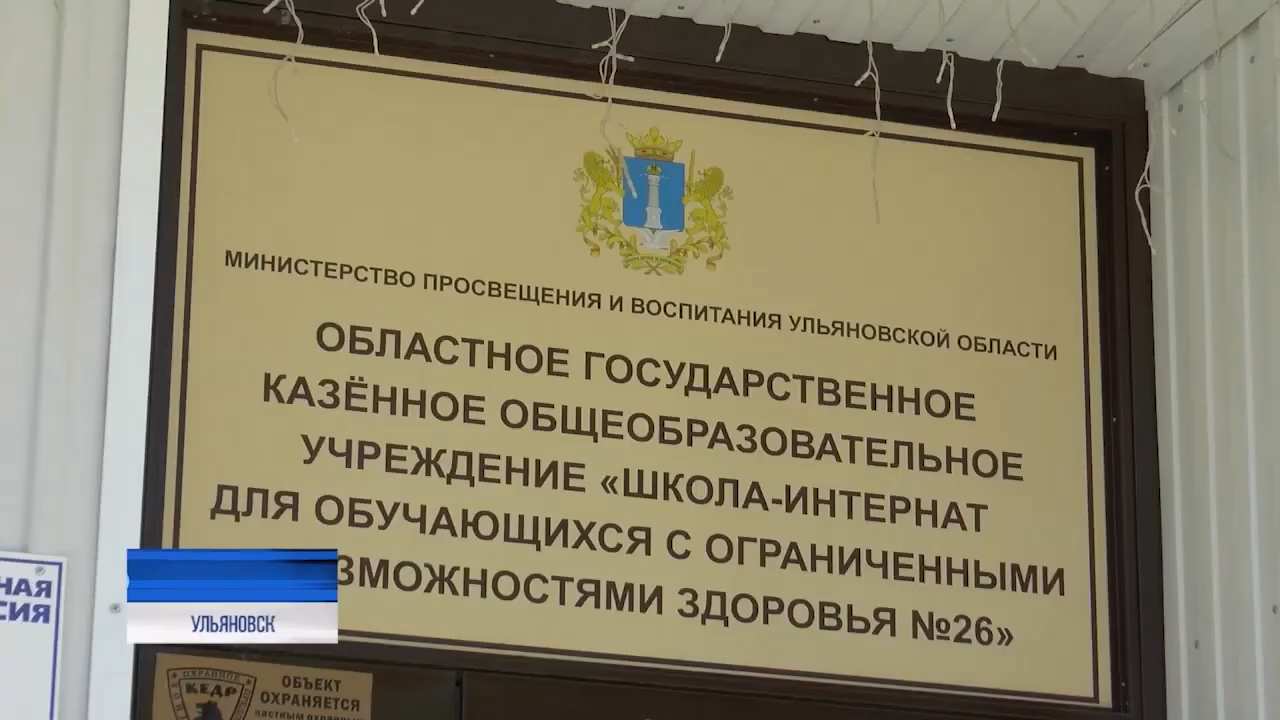 МИНИСТЕРСТВО ПРОСВЕЩЕНИЯ И ВОСПИТАНИЯ УЛЬЯНОВСКОЙ ОБЛАСТИ
ОБЛАСТНОЕ ГОСУДАРСТВЕННОЕ
КАЗЁННОЕ ОБЩЕОБРАЗОВАТЕЛЬНОЕ
УЧРЕЖДЕНИЕ «ШКОЛА-ИНТЕРНАТ
ДЛЯ ОБУЧАЮЩИХСЯ С ОГРАНИЧЕННЫМИ
ЗМОЖНОСТЯМИ ЗДОРОВЬЯ №26»
НАЯ
СИЯ
УЛЬЯНОВСК
ОХРАННОЕ
КЕДР
ОБЪЕКТ
ОХРАНЯЕТСЯ